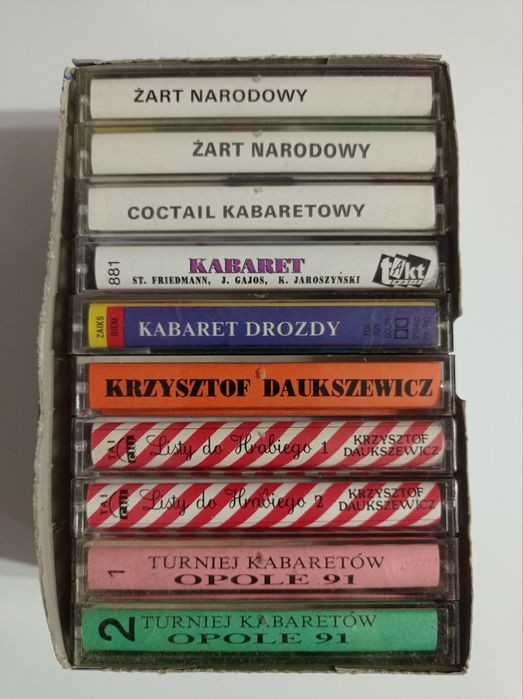 ŻART NARODOWY
ŻART NARODOWY
COCTAIL KABARETOWY
881
KABARET
ST. FRIEDMANN, J. GAJOS, K. JAROSZYŃSKI
takt
ZAIKS
BIEM
KABARET DROZDY
KRZYSZTOF DAUKSZEWICZ
Listy do Hrabiego 1
KRZYSZTOF
DAUKSZEWICZ
Listy do Hrabiego 2
KRZYSZTOF
DAUKSZEWICZ
1
TURNIEJ KABARETÓW
OPOLE 91
2
TURNIEJ KABARETÓW
OPOLE 91